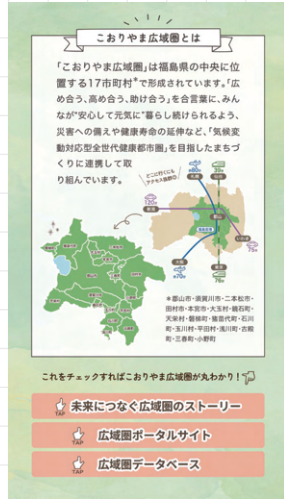 こおりやま広域圏とは
「こおりやま広域圏」は福島県の中央に位
置する17市町村*で形成されています。「広
め合う、高め合う、助け合う」を合言葉に、みん
なが“安心して元気に”暮らし続けられるよう、
災害への備えや健康寿命の延伸など、「気候変
動対応型全世代健康都市圏」を目指したまちづ
くりに連携して取
り組んでいます。
どこに行くにも
アクセス抜群◎
*郡山市・須賀川市・二本松市・
田村市・本宮市・大玉村・鏡石町・
天栄村・磐梯町・猪苗代町・石川
町・玉川村・平田村・浅川町・古殿
町・三春町・小野町
これをチェックすればこおりやま広域圏が丸わかり!
TAP
未来につなぐ広域圏のストーリー
TAP
広域圏ポータルサイト
TAP
広域圏データベース